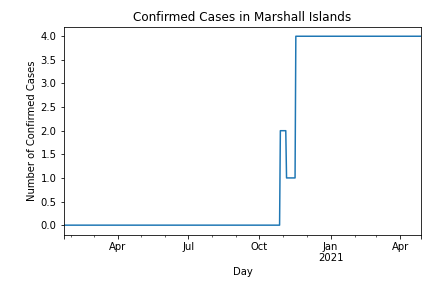 Confirmed Cases in Marshall Islands
Number of Confirmed Cases
4.0
3.5
3.0
2.5
2.0
1.5
1.0
0.5
0.0
Apr Jul Oct Jan Apr
2021
Day